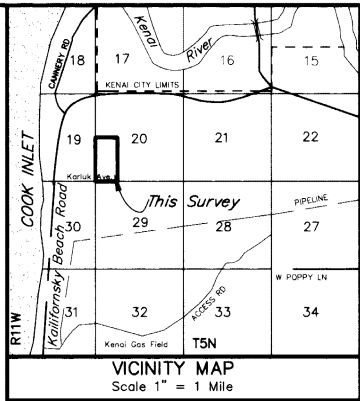 Kenai
River
CANNERY RD
18
17
16
15
KENAI CITY LIMITS
COOK INLET
19
20
21
22
Karluk Ave.
This Survey
PIPELINE
Kailifornsky Beach Road
30
29
28
27
ACCESS RD
W POPPY LN
R11W
31
32
33
34
Kenai Gas Field
T5N
VICINITY MAP
Scale 1" = 1 Mile